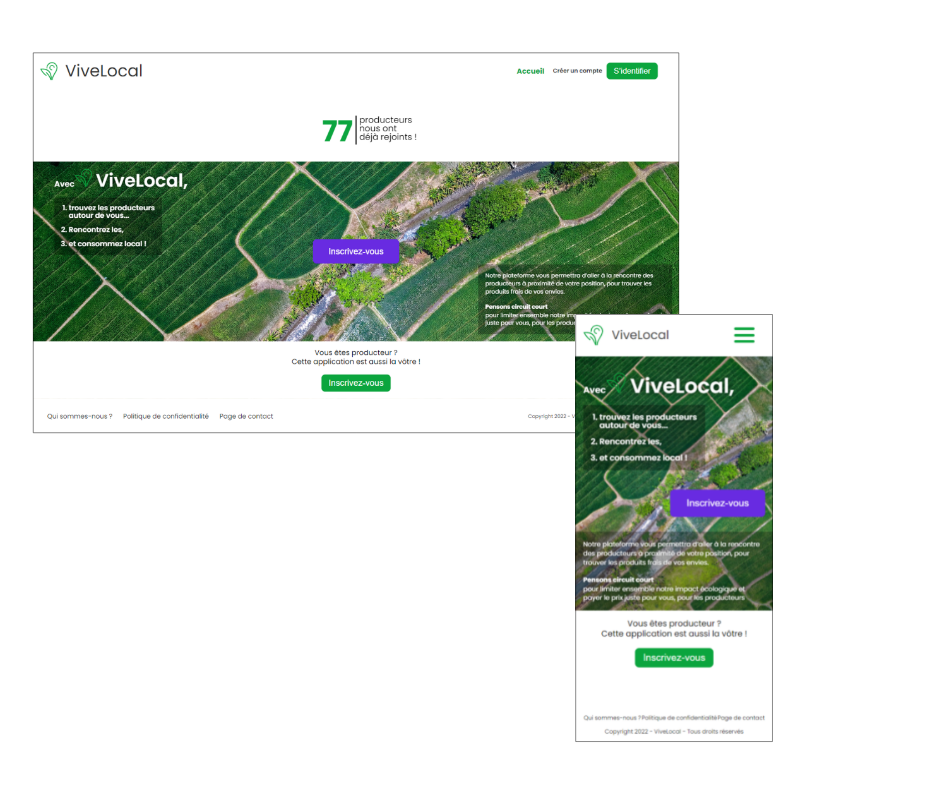 ViveLocal
Accueil Créer un compte S'identifier
77 producteurs
nous ont
déjà rejoints !
Avec ViveLocal,
1. trouvez les producteurs
autour de vous...
2. Rencontrez les,
3. et consommez local !
Inscrivez-vous
Notre plateforme vous permettra d'aller à la rencontre des
producteurs à proximité de votre position, pour trouver les
produits frais de vos envies.
Pensons circuit court
pour limiter ensemble notre
juste pour vous, pour les
Vous êtes producteur ?
Cette application est aussi la vôtre !
Inscrivez-vous
Qui sommes-nous ? Politique de confidentialité Page de contact
Copyright 2022 -
ViveLocal
Avec ViveLocal,
1. trouvez les producteurs
autour de vous...
2. Rencontrez les,
3. et consommez local !
Inscrivez-vous
Notre plateforme vous permettra d'aller à la rencontre
des producteurs à proximité de votre position, pour
trouver les produits frais de vos envies.
Pensons circuit court
pour limiter ensemble notre impact écologique et
payer le prix juste pour vous, pour les producteurs
Vous êtes producteur ?
Cette application est aussi la vôtre !
Inscrivez-vous
Qui sommes-nous ? Politique de confidentialité Page de contact
Copyright 2022 - ViveLocal - Tous droits réservés